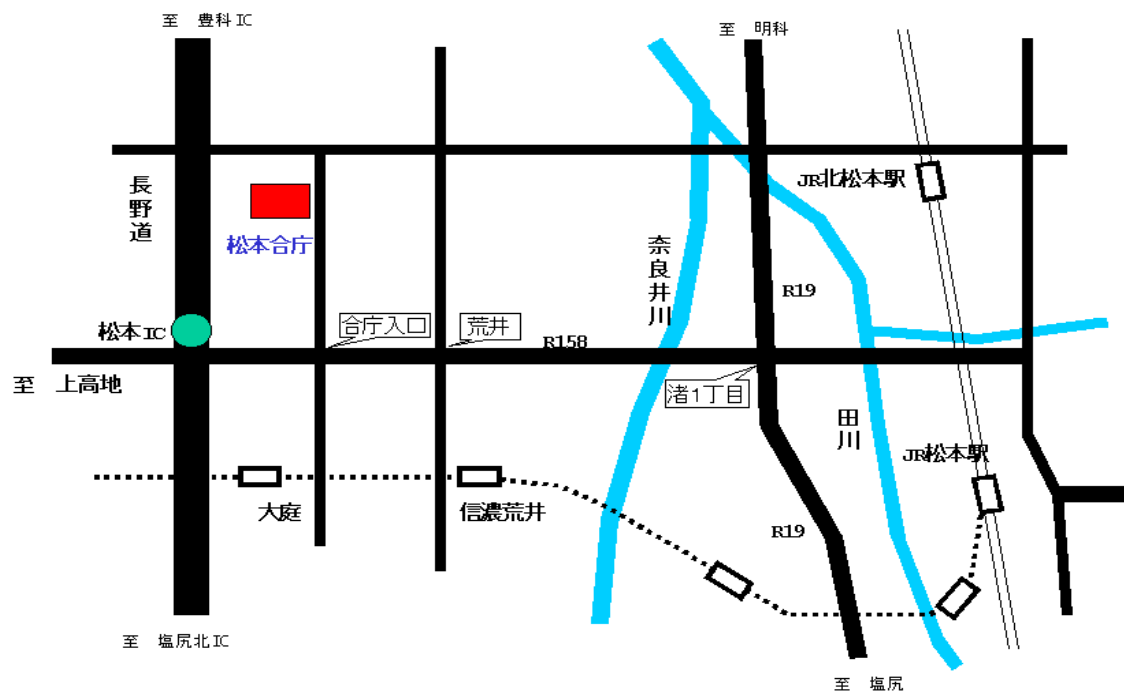 至 豊科IC
至 明科
長野道
JR北松本駅
松本合庁
奈良井川
R19
合庁入口
荒井
松本IC
R158
至 上高地
渚1丁目
田川
JR松本駅
大庭
信濃荒井
R19
至 塩尻北IC
至 塩尻